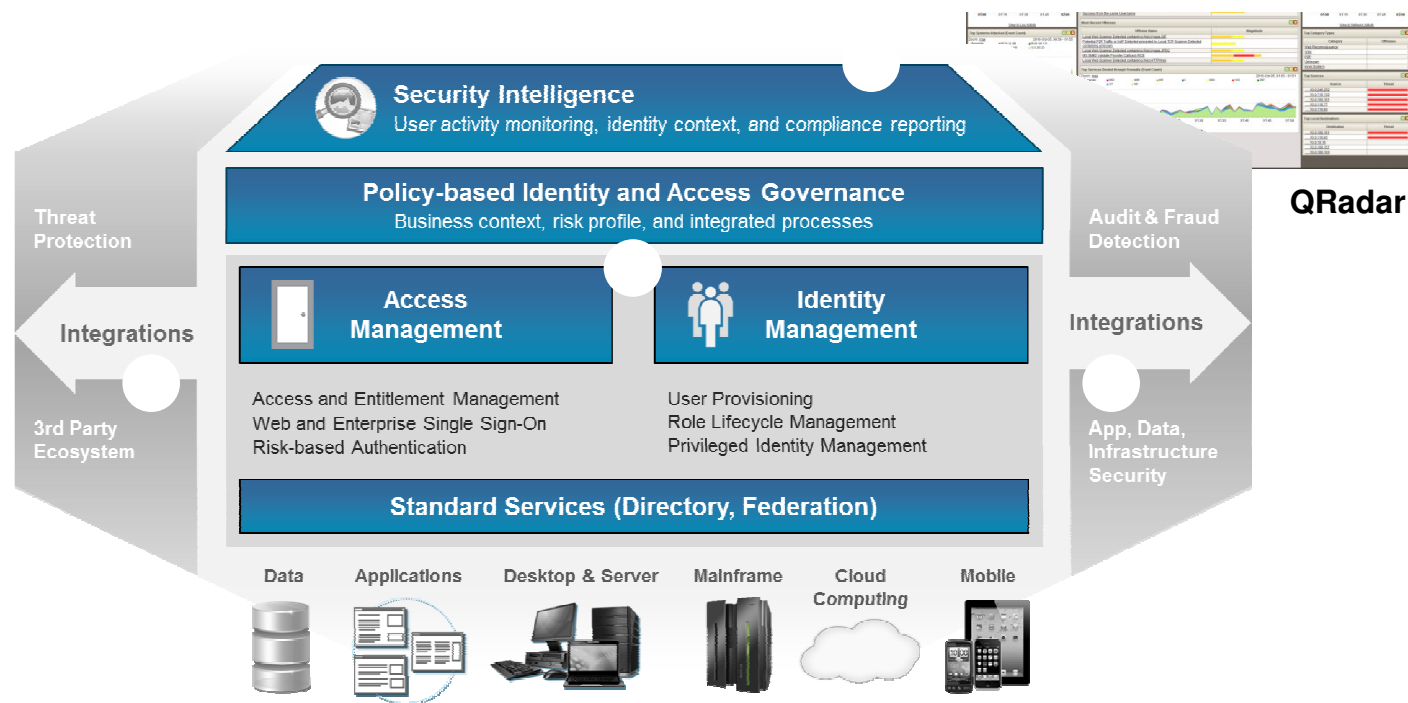 Security Intelligence
User activity monitoring, identity context, and compliance reporting
Policy-based Identity and Access Governance
Business context, risk profile, and integrated processes
QRadar
Threat
Protection
Audit & Fraud
Detection
Access
Management
Identity
Management
Integrations
Integrations
Access and Entitlement Management
Web and Enterprise Single Sign-On
Risk-based Authentication
User Provisioning
Role Lifecycle Management
Privileged Identity Management
3rd Party
Ecosystem
App, Data,
Infrastructure
Security
Standard Services (Directory, Federation)
Data
Applications
Desktop & Server
Mainframe
Cloud
Computing
Mobile